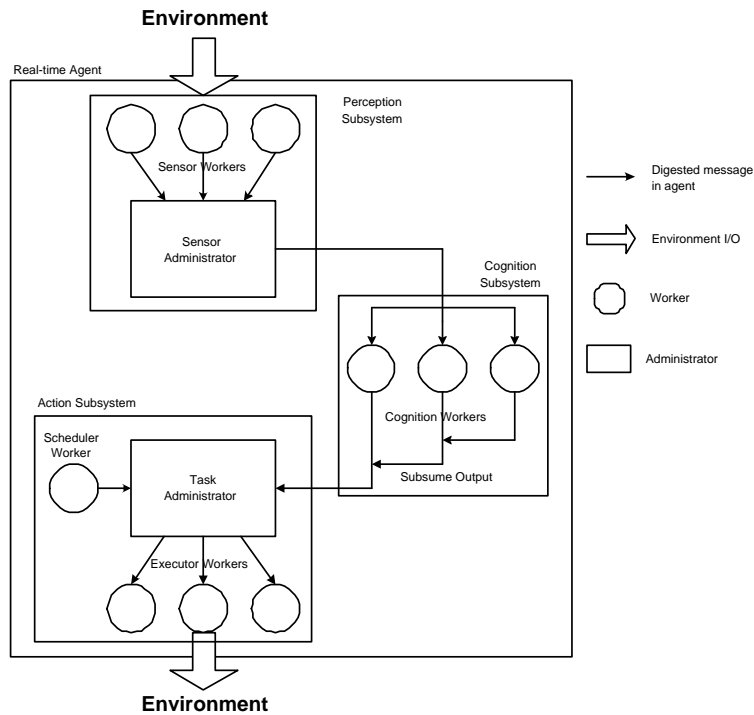 Environment
Real-time Agent
Perception
Subsystem
Sensor Workers
Sensor
Administrator
Cognition
Subsystem
Cognition Workers
Subsume Output
Action Subsystem
Scheduler
Worker
Task
Administrator
Executor Workers
Environment
Digested message
in agent
Environment I/O
Worker
Administrator